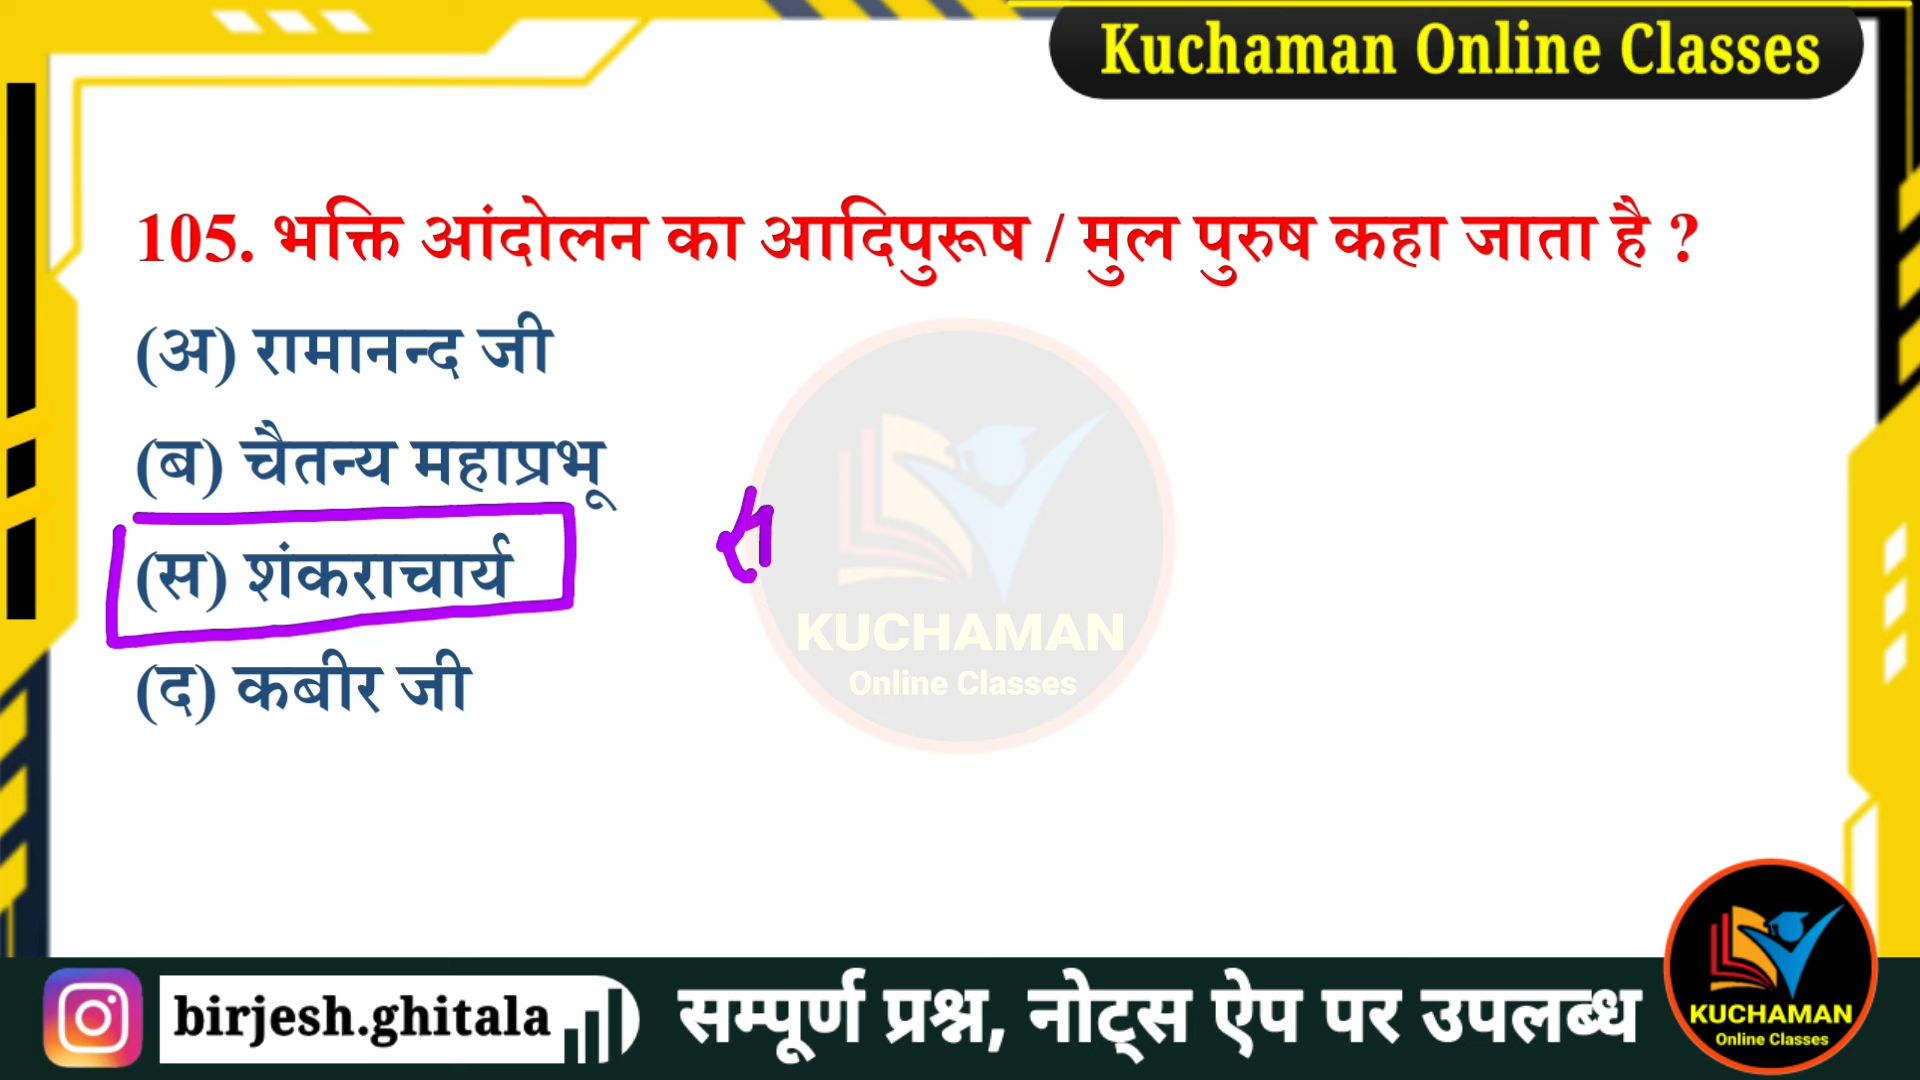 Kuchaman Online Classes
105. भक्ति आंदोलन का आदिपुरूष / मुल पुरुष कहा जाता है ?
(अ) रामानन्द जी
(ब) चैतन्य महाप्रभू
(स) शंकराचार्य
(द) कबीर जी
KUCHAMAN
Online Classes
birjesh.ghitala
सम्पूर्ण प्रश्न, नोट्स ऐप पर उपलब्ध
KUCHAMAN
Online Classes